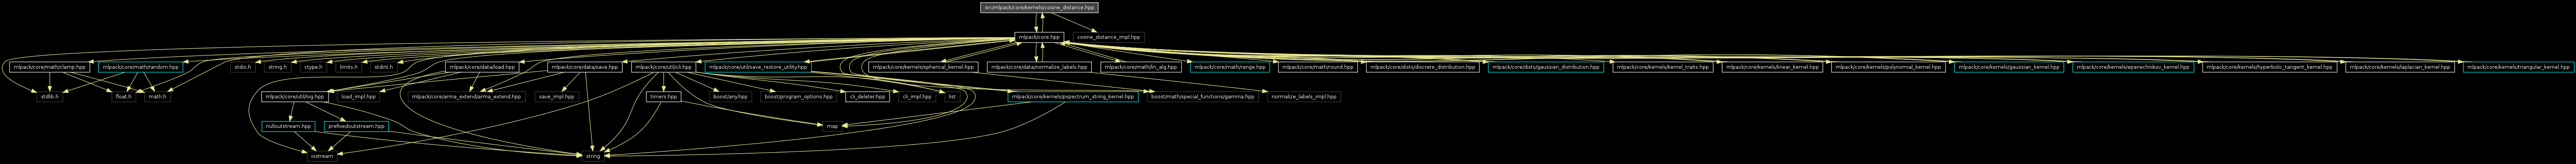 src/mlpack/core/kernels/cosine_distance.hpp
mlpack/core.hpp
cosine_distance_impl.hpp
mlpack/core/math/clamp.hpp
mlpack/core/math/random.hpp
stdio.h
string.h
ctype.h
limits.h
stdint.h
mlpack/core/data/load.hpp
mlpack/core/data/save.hpp
mlpack/core/util/cli.hpp
mlpack/core/util/save_restore_utility.hpp
mlpack/core/kernels/spherical_kernel.hpp
mlpack/core/data/normalize_labels.hpp
mlpack/core/math/lin_alg.hpp
mlpack/core/math/range.hpp
mlpack/core/math/round.hpp
mlpack/core/dists/discrete_distribution.hpp
mlpack/core/dists/gaussian_distribution.hpp
mlpack/core/kernels/kernel_traits.hpp
mlpack/core/kernels/linear_kernel.hpp
mlpack/core/kernels/polynomial_kernel.hpp
mlpack/core/kernels/gaussian_kernel.hpp
mlpack/core/kernels/epanechnikov_kernel.hpp
mlpack/core/kernels/hyperbolic_tangent_kernel.hpp
mlpack/core/kernels/laplacian_kernel.hpp
mlpack/core/kernels/triangular_kernel.hpp
stdlib.h
float.h
math.h
mlpack/core/util/log.hpp
load_impl.hpp
mlpack/core/arma_extend/arma_extend.hpp
save_impl.hpp
timers.hpp
boost/any.hpp
boost/program_options.hpp
cli_deleter.hpp
cli_impl.hpp
list
mlpack/core/kernels/pspectrum_string_kernel.hpp
boost/math/special_functions/gamma.hpp
normalize_labels_impl.hpp
nulloutstream.hpp
prefixedoutstream.hpp
map
iostream
string